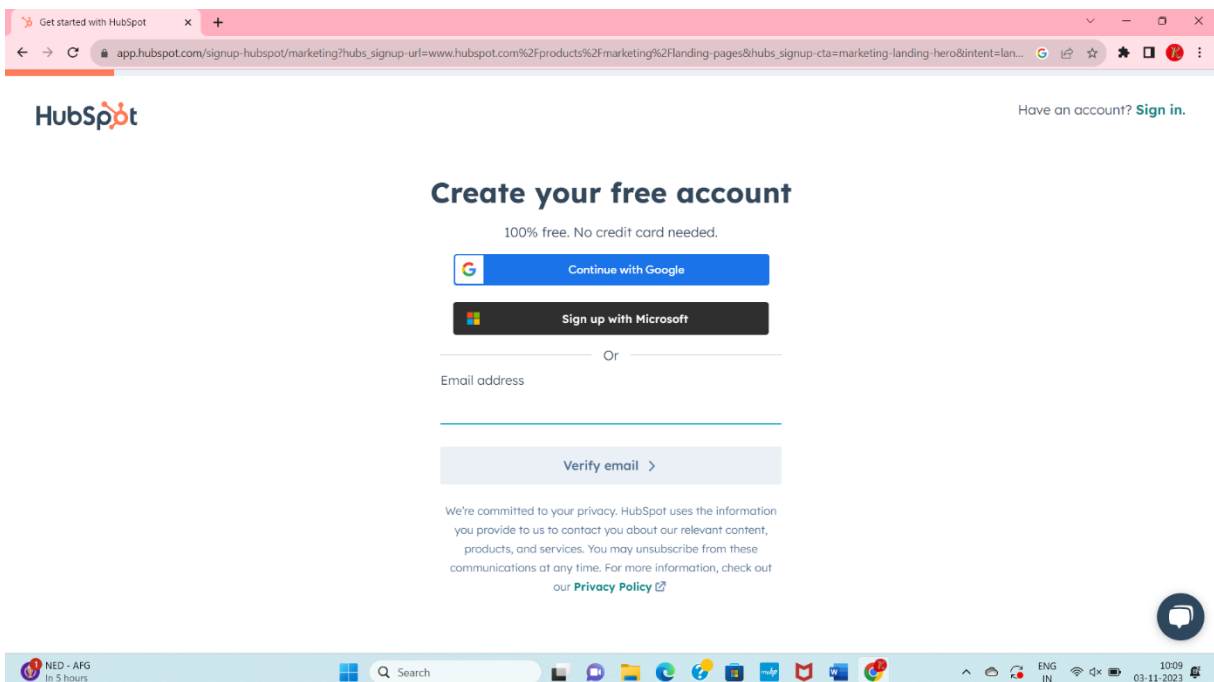 Get started with HubSpot
app.hubspot.com/signup-hubspot/marketing?hubs_signup-url=www.hubspot.com%2Fproducts%2Fmarketing%2Flanding-pages&hubs_signup-cta=marketing-landing-hero&intent=lan...
HubSpot
Have an account? Sign in.
Create your free account
100% free. No credit card needed.
Continue with Google
Sign up with Microsoft
Or
Email address
Verify email
We're committed to your privacy. HubSpot uses the information
you provide to us to contact you about our relevant content,
products, and services. You may unsubscribe from these
communications at any time. For more information, check out
our Privacy Policy
NED - AFG
In 5 hours
Search
ENG
IN
10:09
03-11-2023